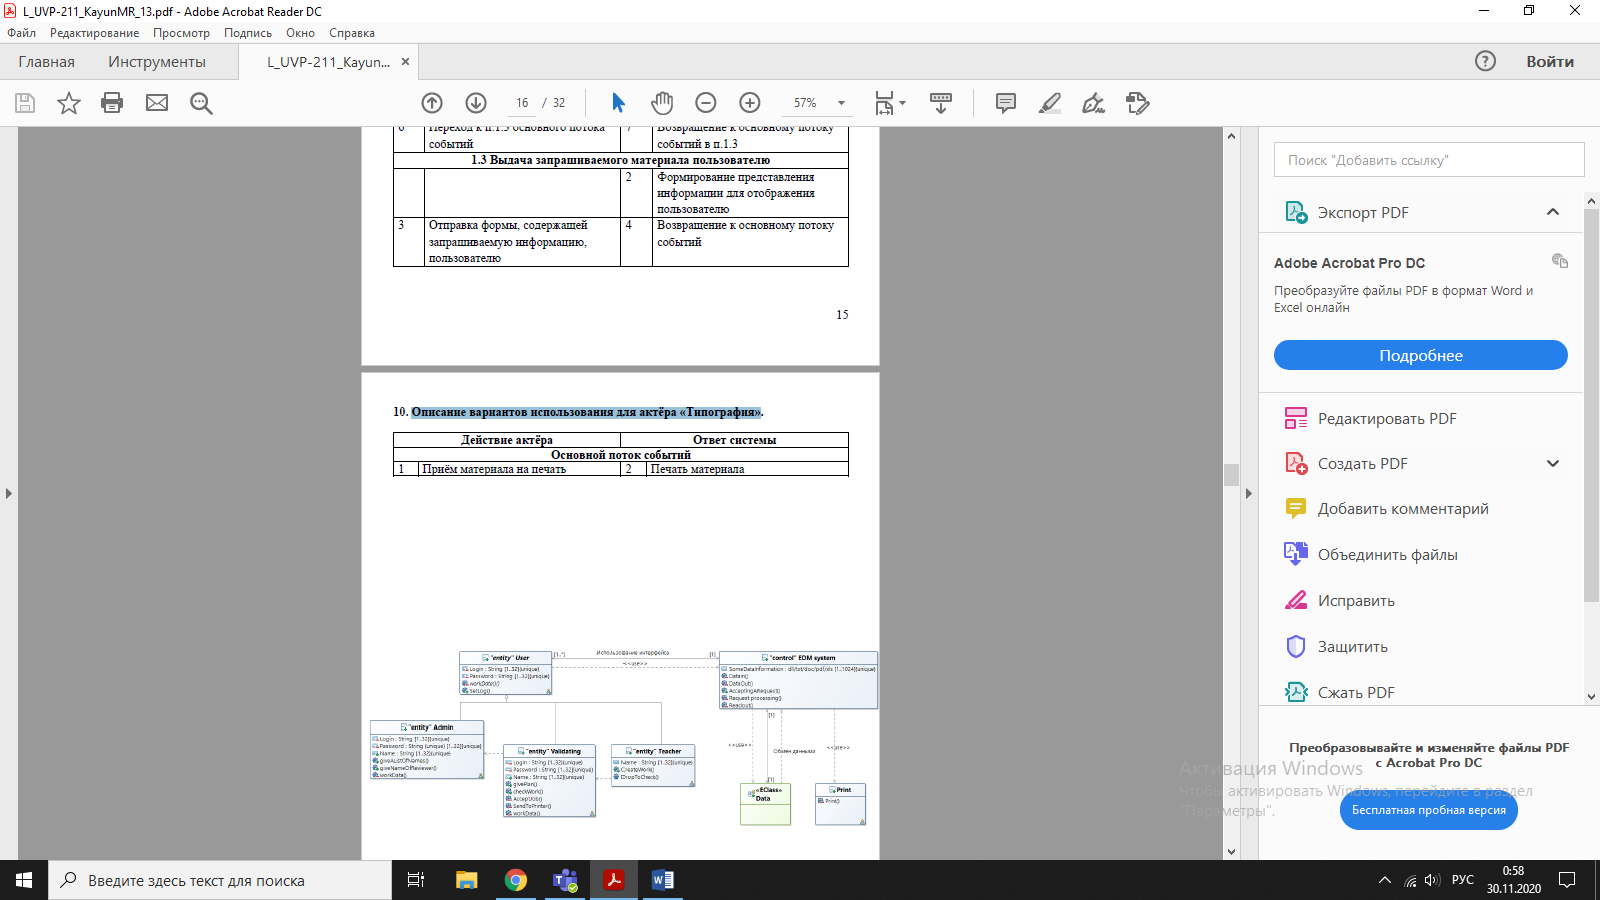 L_UVP-211_KayunMR_13.pdf - Adobe Acrobat Reader DC
Файл Редактирование Просмотр Подпись Окно Справка
Главная Инструменты L_UVP-211_Kayun... × Войти
16 / 32 57%
6 Переход к п.1.3 основного потока событий 7 Возвращение к основному потоку событий в п.1.3
1.3 Выдача запрашиваемого материала пользователю
2 Формирование представления
информации для отображения
пользователю
3 Отправка формы, содержащей 4 Возвращение к основному потоку
запрашиваемую информацию, событий
пользователю
15
10. Описание вариантов использования для актёра «Типография».
Действие актёра Ответ системы
Основной поток событий
1 Приём материала на печать 2 Печать материала
"entity" User
Login : String [1..32]{unique}
Password : String [1..32]{unique}
workData()
SetLog()
[1..*] Использование интерфейса [1]
<<use>>
"control" EDM system
SomeDataInformation : dll/txt/doc/pdf/xls [1..1024]{unique}
DataIn()
DataOut()
AcceptingARequest()
Request processing()
Readout()
"entity" Admin
Login : String [1..32]{unique}
Password : String {unique} [1..32]{unique}
Name : String [1..32]{unique}
giveAListOfNames()
giveNameOfReviewer()
workData()
"entity" Validating
Login : String [1..32]{unique}
Password : String [1..32]{unique}
Name : String [1..32]{unique}
givePlan()
checkWork()
AcceptJob()
SendToPrinter()
workData()
"entity" Teacher
Name : String [1..32]{unique}
CreateWork()
DropToCheck()
[1]
<<use>> Обмен данными <<use>>
[1]
«EClass»
Data
Print
Print()
Поиск "Добавить ссылку"
Экспорт PDF
Adobe Acrobat Pro DC
Преобразуйте файлы PDF в формат Word и
Excel онлайн
Подробнее
Редактировать PDF
Создать PDF
Добавить комментарий
Объединить файлы
Исправить
Защитить
Сжать PDF
Преобразовывайте и изменяйте файлы PDF
с Acrobat Pro DC
Активация Windows
Чтобы активировать Windows, перейдите в раздел
"Параметры".
Бесплатная пробная версия
Введите здесь текст для поиска
РУС
0:58
30.11.2020